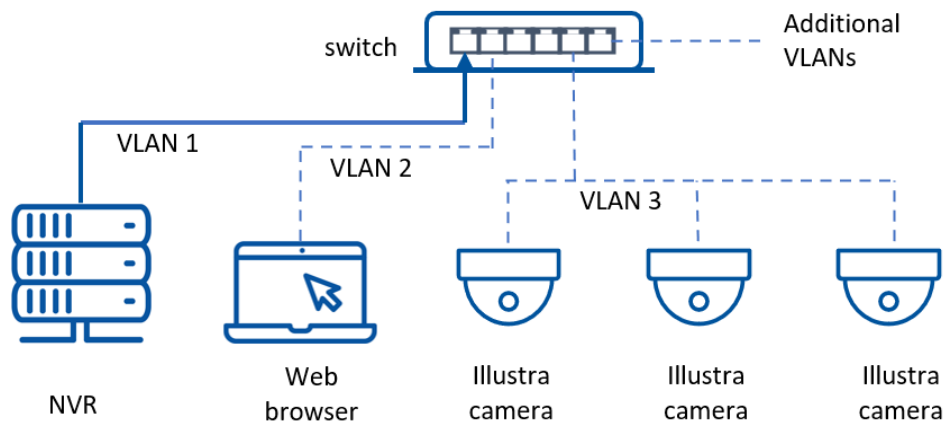 switch
Additional
VLANs
VLAN 1
VLAN 2
VLAN 3
NVR
Web
browser
Illustra
camera
Illustra
camera
Illustra
camera